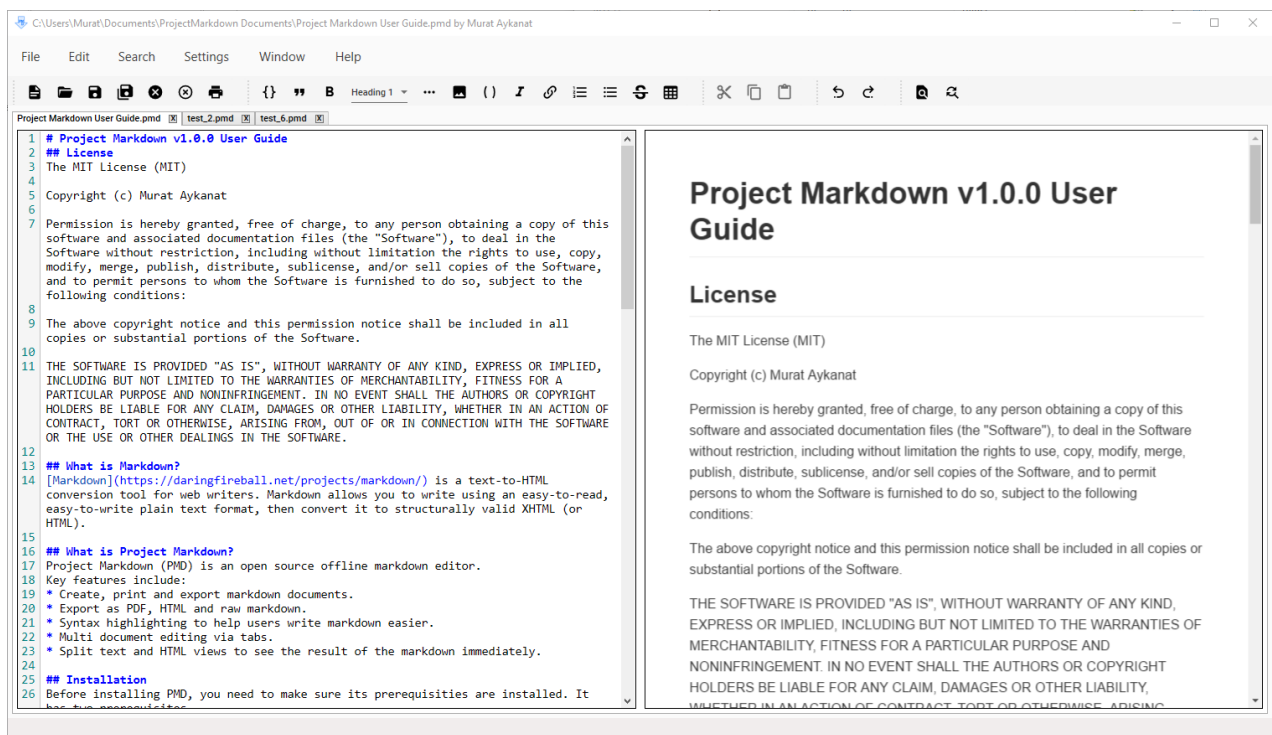 C:\Users\Murat\Documents\ProjectMarkdown Documents\Project Markdown User Guide.pmd by Murat Aykanat
File Edit Search Settings Window Help
{} B Heading 1 ... () I S
Project Markdown User Guide.pmd X test_2.pmd X test_6.pmd X
1 # Project Markdown v1.0.0 User Guide
2 ## License
3 The MIT License (MIT)
4
5 Copyright (c) Murat Aykanat
6
7 Permission is hereby granted, free of charge, to any person obtaining a copy of this
software and associated documentation files (the "Software"), to deal in the
Software without restriction, including without limitation the rights to use, copy,
modify, merge, publish, distribute, sublicense, and/or sell copies of the Software,
and to permit persons to whom the Software is furnished to do so, subject to the
following conditions:
8
9 The above copyright notice and this permission notice shall be included in all
copies or substantial portions of the Software.
10
11 THE SOFTWARE IS PROVIDED "AS IS", WITHOUT WARRANTY OF ANY KIND, EXPRESS OR IMPLIED,
INCLUDING BUT NOT LIMITED TO THE WARRANTIES OF MERCHANTABILITY, FITNESS FOR A
PARTICULAR PURPOSE AND NONINFRINGEMENT. IN NO EVENT SHALL THE AUTHORS OR COPYRIGHT
HOLDERS BE LIABLE FOR ANY CLAIM, DAMAGES OR OTHER LIABILITY, WHETHER IN AN ACTION OF
CONTRACT, TORT OR OTHERWISE, ARISING FROM, OUT OF OR IN CONNECTION WITH THE SOFTWARE
OR THE USE OR OTHER DEALINGS IN THE SOFTWARE.
12
13 ## What is Markdown?
14 [Markdown](https://daringfireball.net/projects/markdown/) is a text-to-HTML
conversion tool for web writers. Markdown allows you to write using an easy-to-read,
easy-to-write plain text format, then convert it to structurally valid XHTML (or
HTML).
15
16 ## What is Project Markdown?
17 Project Markdown (PMD) is an open source offline markdown editor.
18 Key features include:
19 * Create, print and export markdown documents.
20 * Export as PDF, HTML and raw markdown.
21 * Syntax highlighting to help users write markdown easier.
22 * Multi document editing via tabs.
23 * Split text and HTML views to see the result of the markdown immediately.
24
25 ## Installation
26 Before installing PMD, you need to make sure its prerequisities are installed. It
has two prerequisites
Project Markdown v1.0.0 User
Guide
License
The MIT License (MIT)
Copyright (c) Murat Aykanat
Permission is hereby granted, free of charge, to any person obtaining a copy of this
software and associated documentation files (the "Software"), to deal in the Software
without restriction, including without limitation the rights to use, copy, modify, merge,
publish, distribute, sublicense, and/or sell copies of the Software, and to permit
persons to whom the Software is furnished to do so, subject to the following
conditions:
The above copyright notice and this permission notice shall be included in all copies or
substantial portions of the Software.
THE SOFTWARE IS PROVIDED "AS IS", WITHOUT WARRANTY OF ANY KIND,
EXPRESS OR IMPLIED, INCLUDING BUT NOT LIMITED TO THE WARRANTIES OF
MERCHANTABILITY, FITNESS FOR A PARTICULAR PURPOSE AND
NONINFRINGEMENT. IN NO EVENT SHALL THE AUTHORS OR COPYRIGHT
HOLDERS BE LIABLE FOR ANY CLAIM, DAMAGES OR OTHER LIABILITY,
WHETHER IN AN ACTION OF CONTRACT, TORT OR OTHERWISE, ARISING